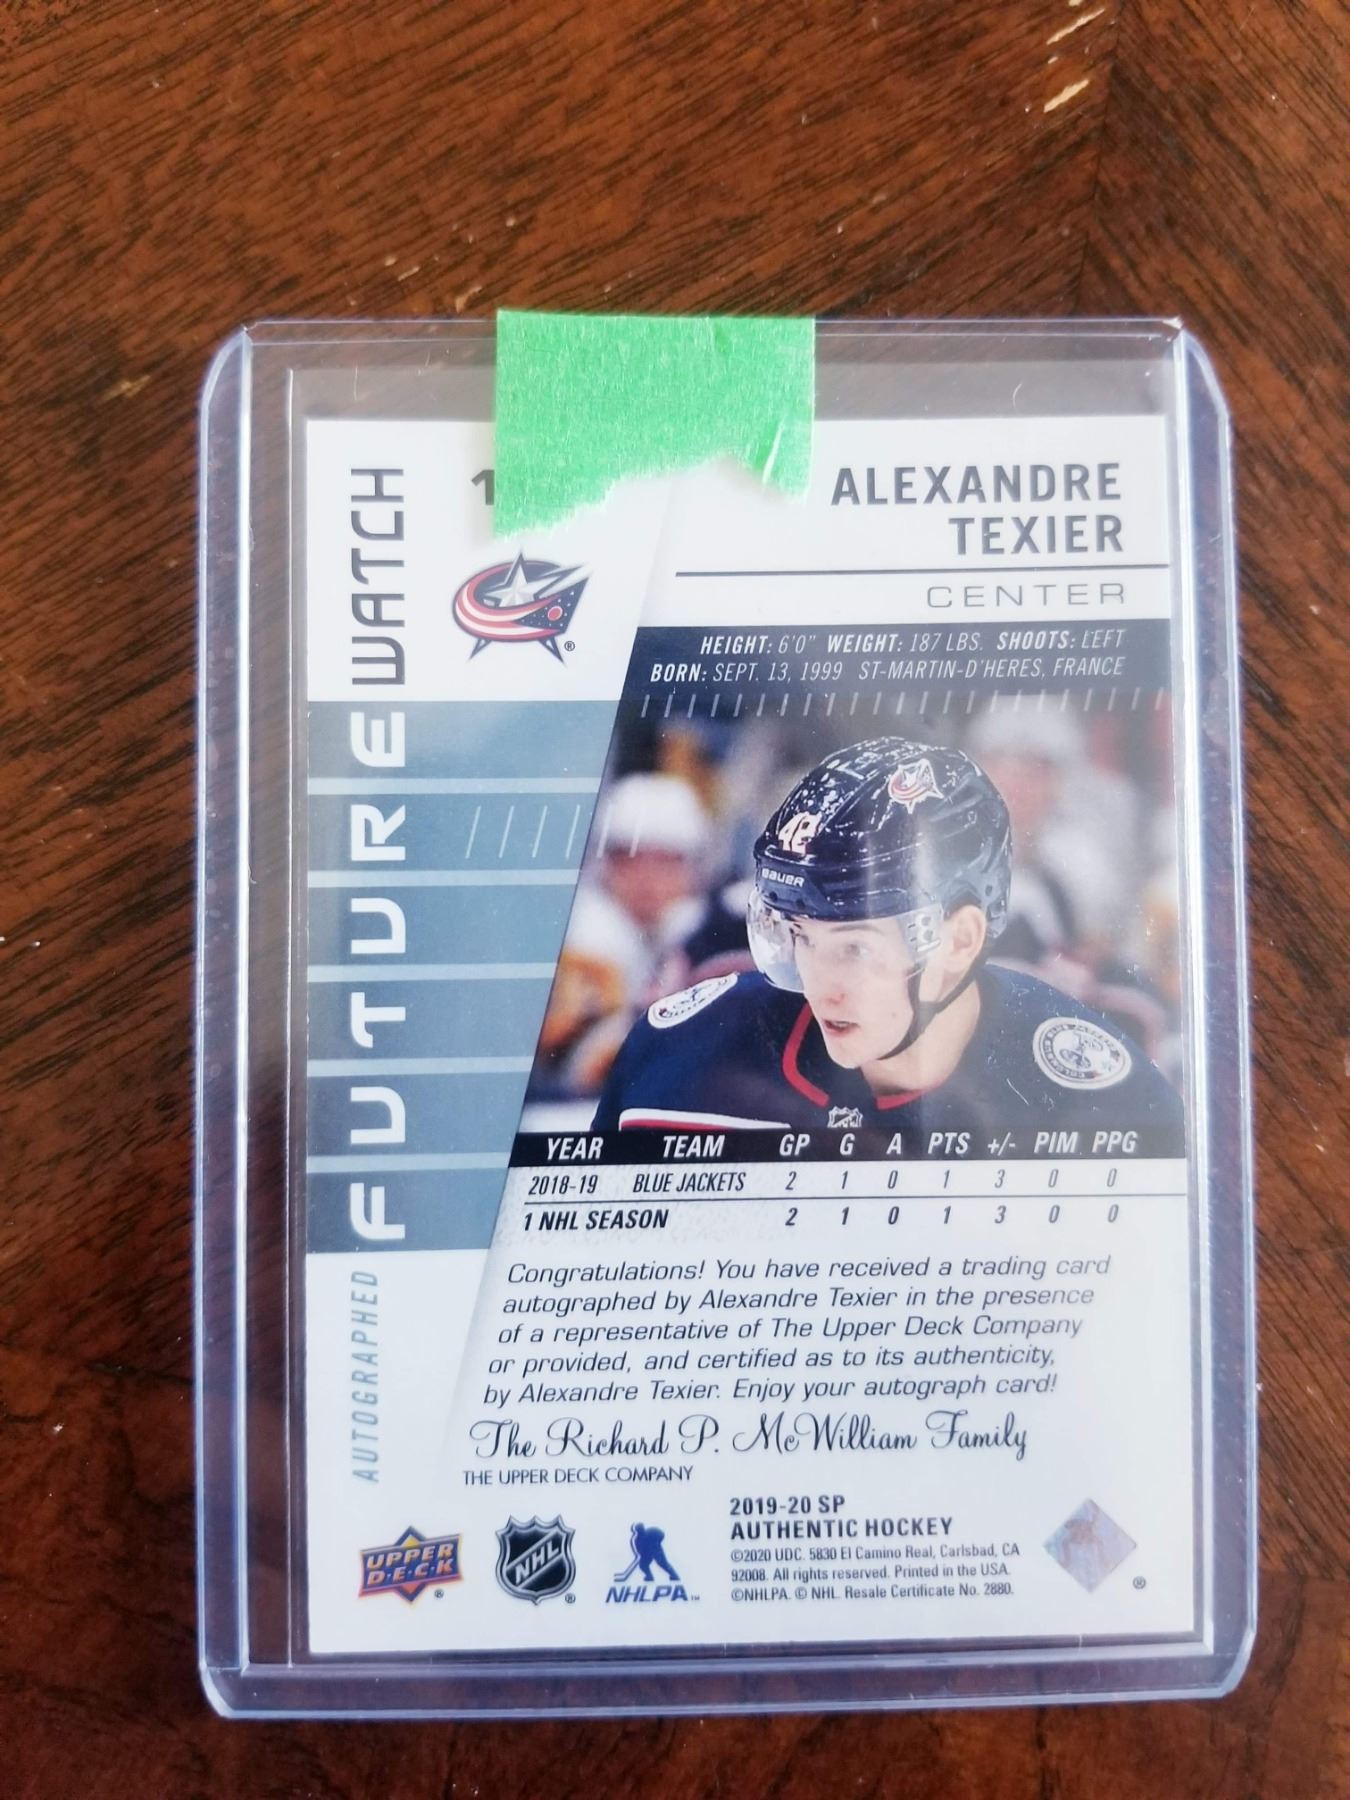 FUTURE WATCH
AUTOGRAPHED
ALEXANDRE
TEXIER
CENTER
HEIGHT: 6'0" WEIGHT: 187 LBS. SHOOTS: LEFT
BORN: SEPT. 13, 1999 ST-MARTIN-D'HERES, FRANCE
42
BAUER
YEAR TEAM GP G A PTS +/- PIM PPG
2018-19 BLUE JACKETS 2 1 0 1 3 0 0
1 NHL SEASON 2 1 0 1 3 0 0
Congratulations! You have received a trading card
autographed by Alexandre Texier in the presence
of a representative of The Upper Deck Company
or provided, and certified as to its authenticity,
by Alexandre Texier. Enjoy your autograph card!
The Richard P. McWilliam Family
THE UPPER DECK COMPANY
UPPER
DECK
®
NHL
®
NHLPA™
2019-20 SP
AUTHENTIC HOCKEY
©2020 UDC. 5830 El Camino Real, Carlsbad, CA
92008. All rights reserved. Printed in the USA.
©NHLPA. © NHL. Resale Certificate No. 2880.
®